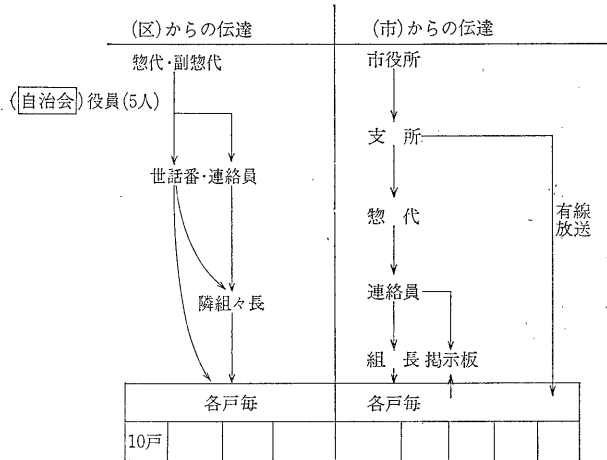 (区)からの伝達
(市)からの伝達
惣代・副惣代
(自治会)役員(5人)
世話番・連絡員
隣組々長
各戸毎
市役所
支 所
惣 代
有線
放送
連絡員
組 長 掲示板
各戸毎
10戸